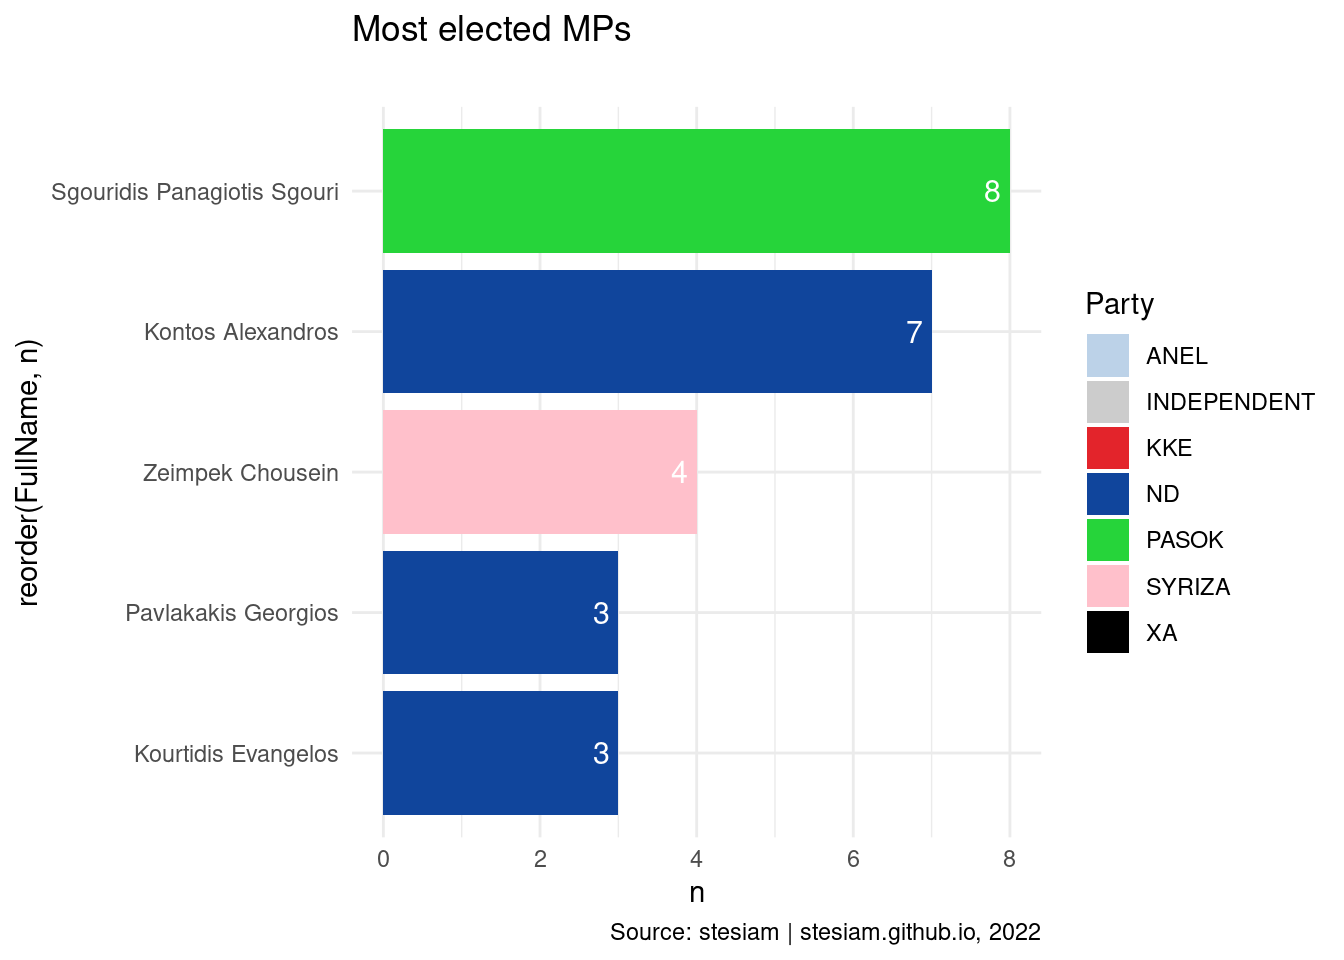 Most elected MPs
reorder(FullName, n)
Sgouridis Panagiotis Sgouri
8
Kontos Alexandros
7
Zeimpek Chousein
4
Pavlakakis Georgios
3
Kourtidis Evangelos
3
0 2 4 6 8
n
Party
ANEL
INDEPENDENT
KKE
ND
PASOK
SYRIZA
XA
Source: stesiam | stesiam.github.io, 2022